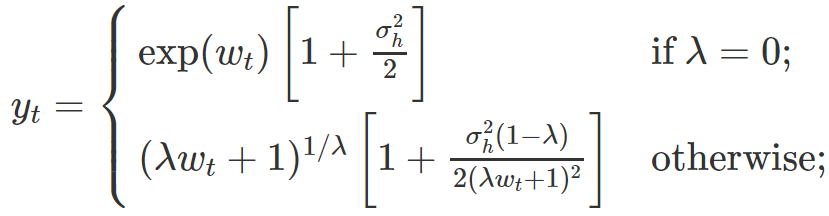 y_t = { exp(w_t) [1 + σ_h^2/2] if λ = 0;
(λw_t + 1)^{1/λ} [1 + σ_h^2(1−λ)/2(λw_t+1)^2] otherwise;